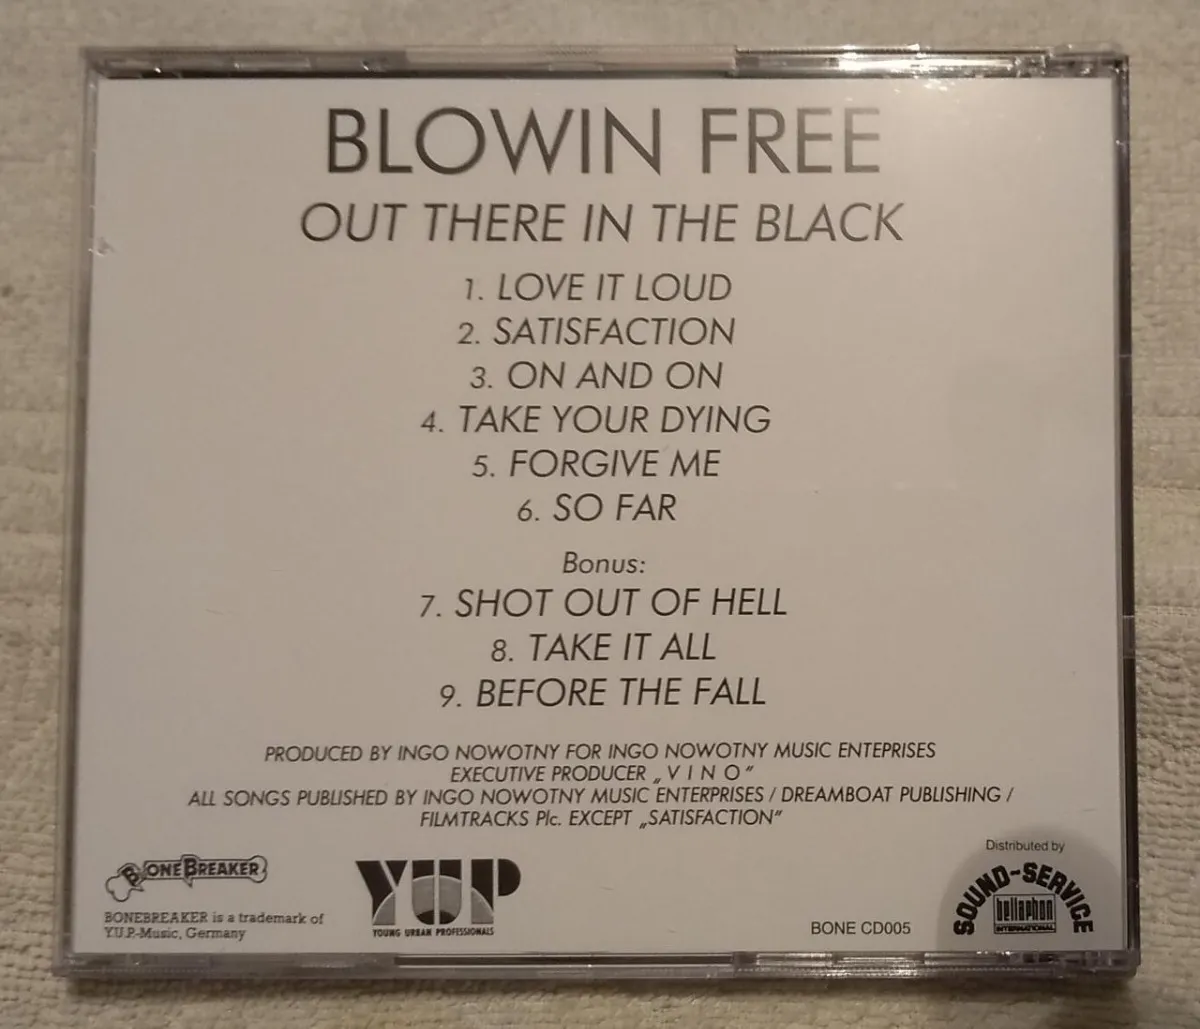 BLOWIN FREE
OUT THERE IN THE BLACK
1. LOVE IT LOUD
2. SATISFACTION
3. ON AND ON
4. TAKE YOUR DYING
5. FORGIVE ME
6. SO FAR
Bonus:
7. SHOT OUT OF HELL
8. TAKE IT ALL
9. BEFORE THE FALL
PRODUCED BY INGO NOWOTNY FOR INGO NOWOTNY MUSIC ENTEPRISES
EXECUTIVE PRODUCER „V I N O“
ALL SONGS PUBLISHED BY INGO NOWOTNY MUSIC ENTERPRISES / DREAMBOAT PUBLISHING /
FILMTRACKS Plc. EXCEPT „SATISFACTION“
BONEBREAKER
BONEBREAKER is a trademark of
Y.U.P.-Music, Germany
YUP
YOUNG URBAN PROFESSIONALS
BONE CD005
Distributed by
SOUND-SERVICE
bellaphon
INTERNATIONAL